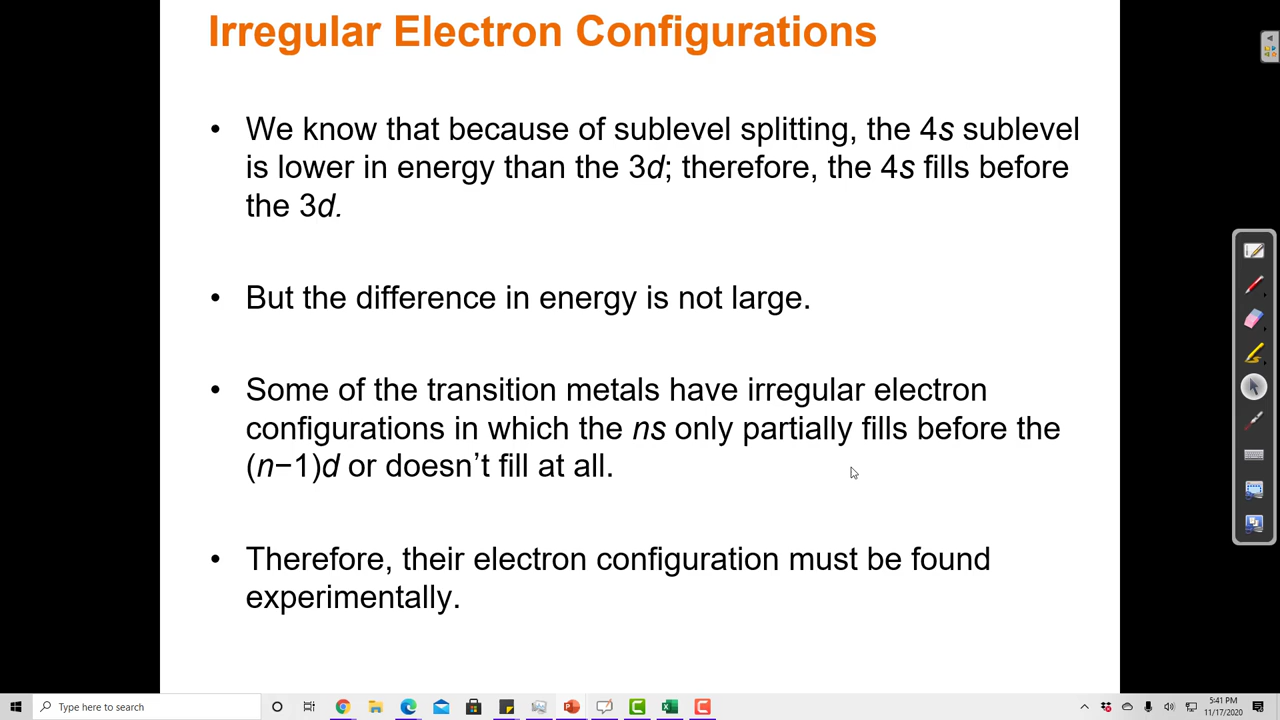 Irregular Electron Configurations
• We know that because of sublevel splitting, the 4s sublevel
is lower in energy than the 3d; therefore, the 4s fills before
the 3d.
• But the difference in energy is not large.
• Some of the transition metals have irregular electron
configurations in which the ns only partially fills before the
(n−1)d or doesn’t fill at all.
• Therefore, their electron configuration must be found
experimentally.
Type here to search
5:41 PM
11/17/2020